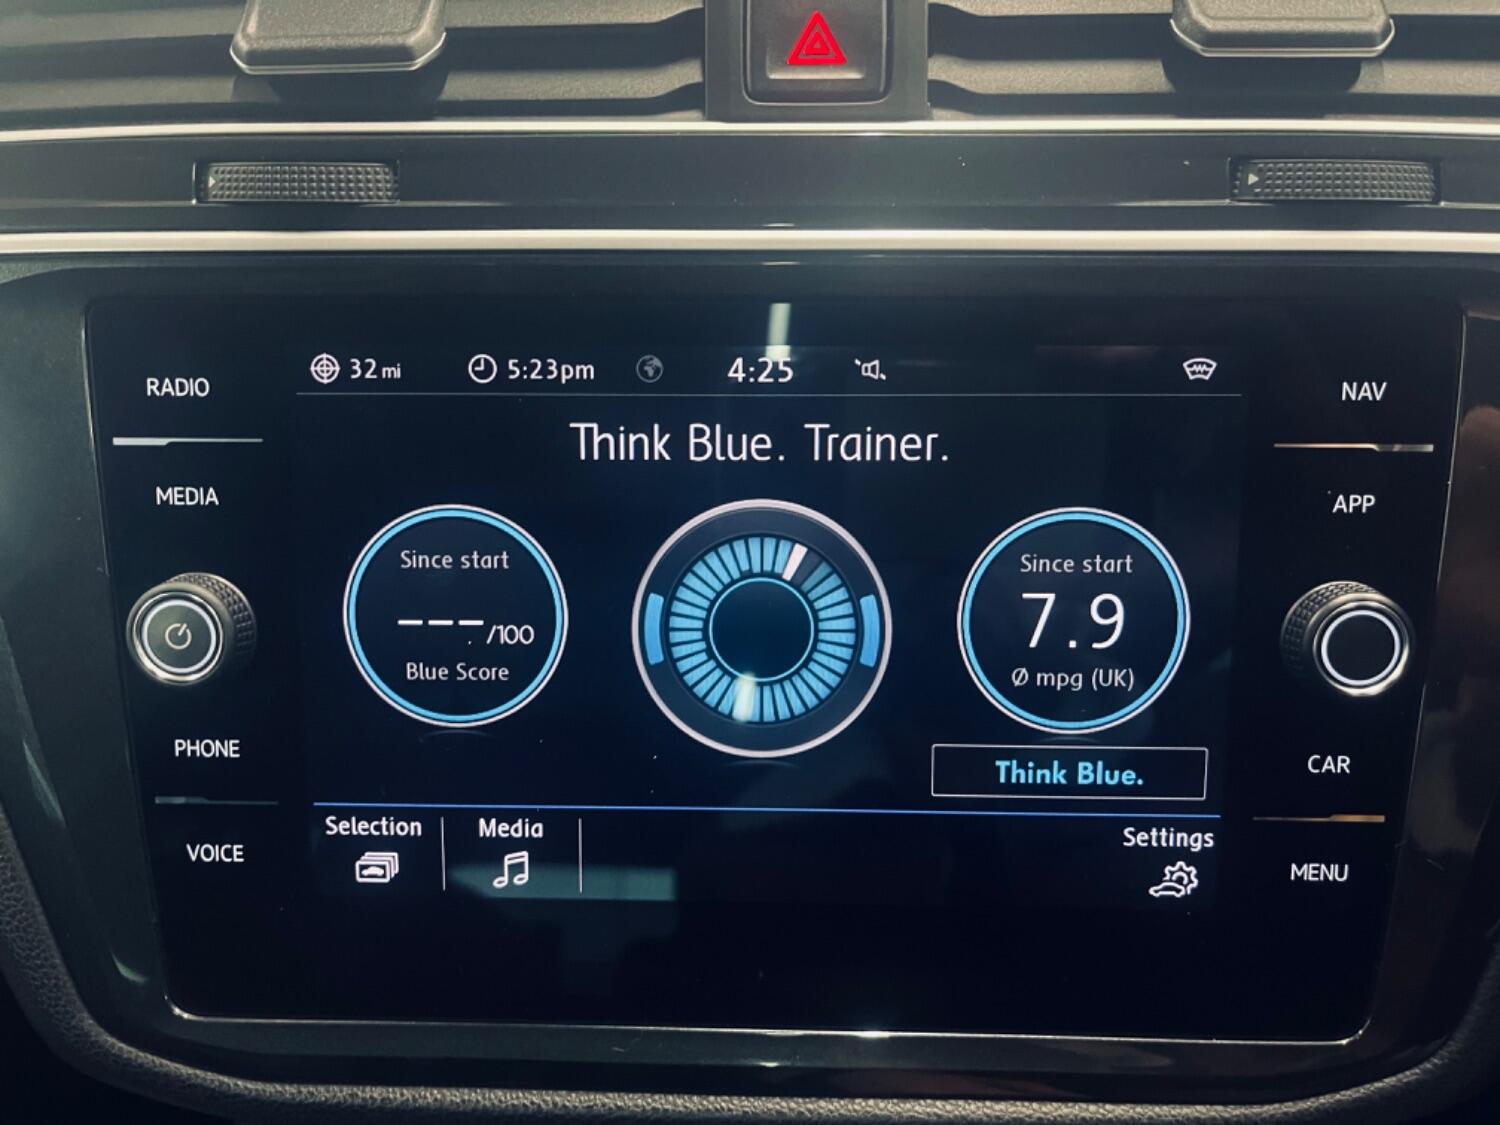 RADIO
MEDIA
PHONE
VOICE
32 mi 5:23pm 4:25
Think Blue. Trainer.
Since start
---/100
Blue Score
Since start
7.9
Ø mpg (UK)
Think Blue.
Selection
Media
Settings
NAV
APP
CAR
MENU